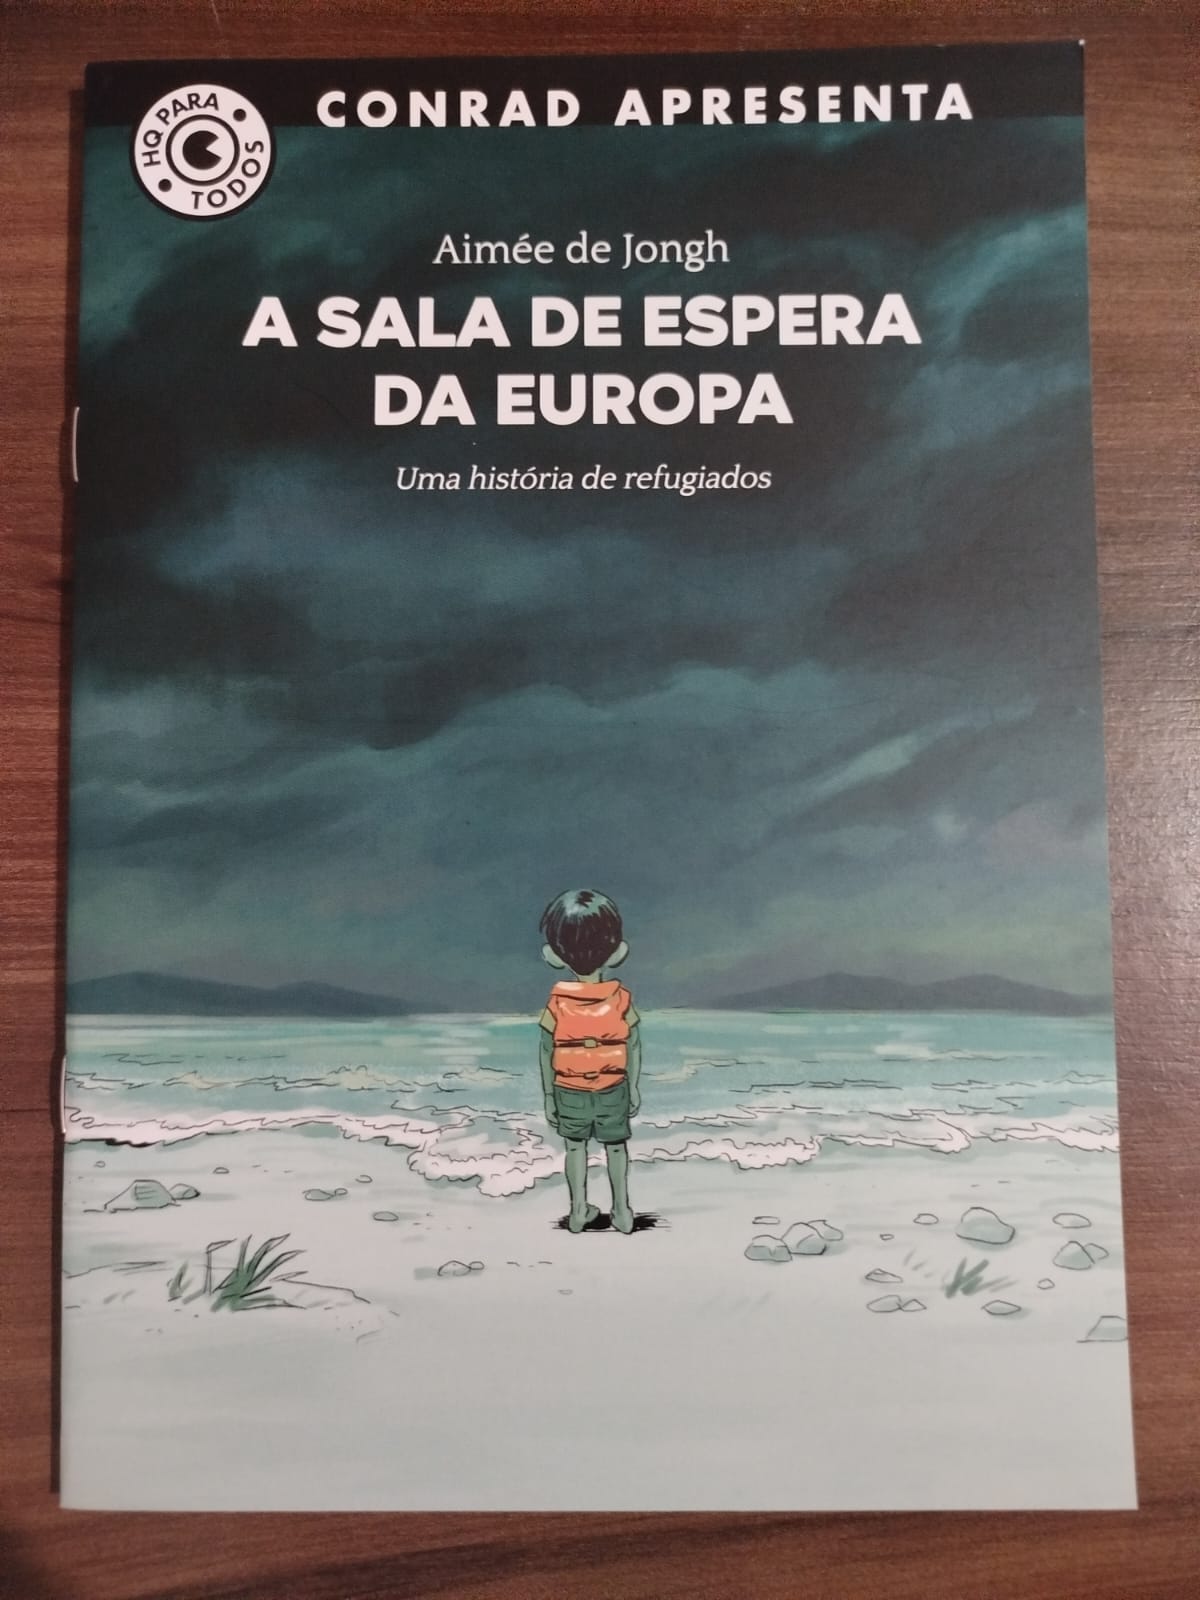 HQ PARA
TODOS
CONRAD APRESENTA
Aimée de Jongh
A SALA DE ESPERA
DA EUROPA
Uma história de refugiados